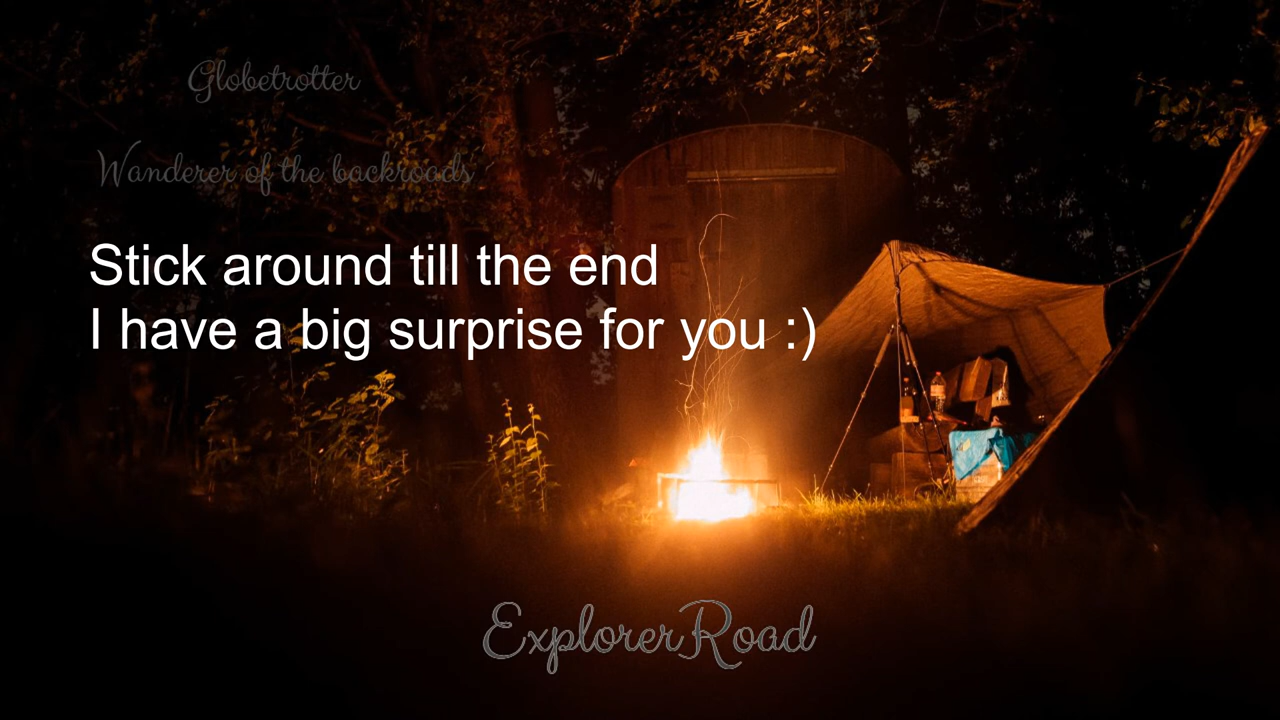 Globetrotter
Wanderer of the backroads
Stick around till the end
I have a big surprise for you :)
ExplorerRoad